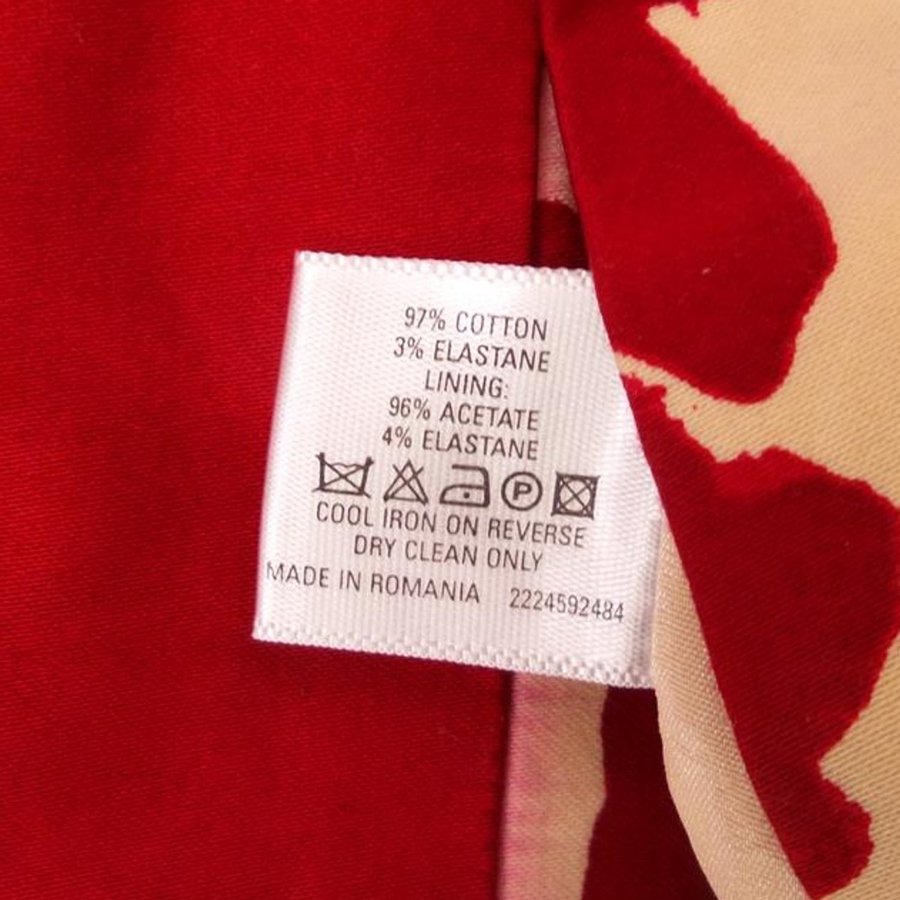 97% COTTON
3% ELASTANE
LINING:
96% ACETATE
4% ELASTANE
P
COOL IRON ON REVERSE
DRY CLEAN ONLY
MADE IN ROMANIA 2224592484